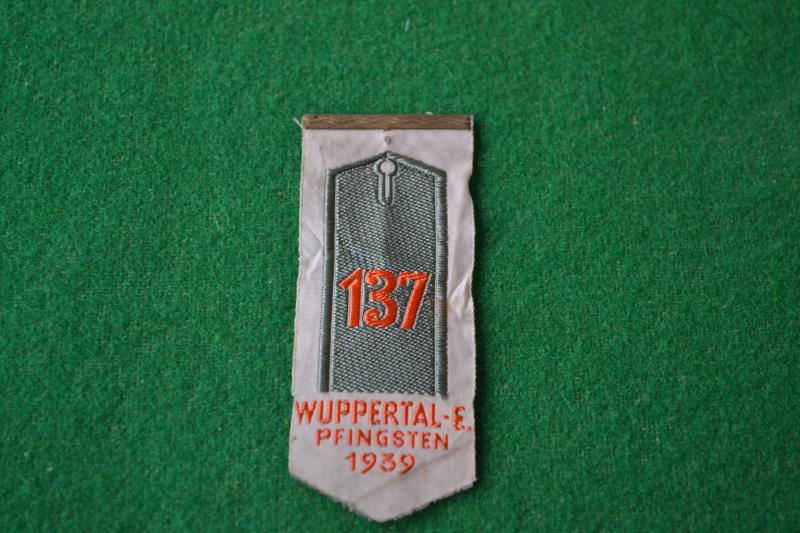 137
WUPPERTAL-E.
PFINGSTEN
1939